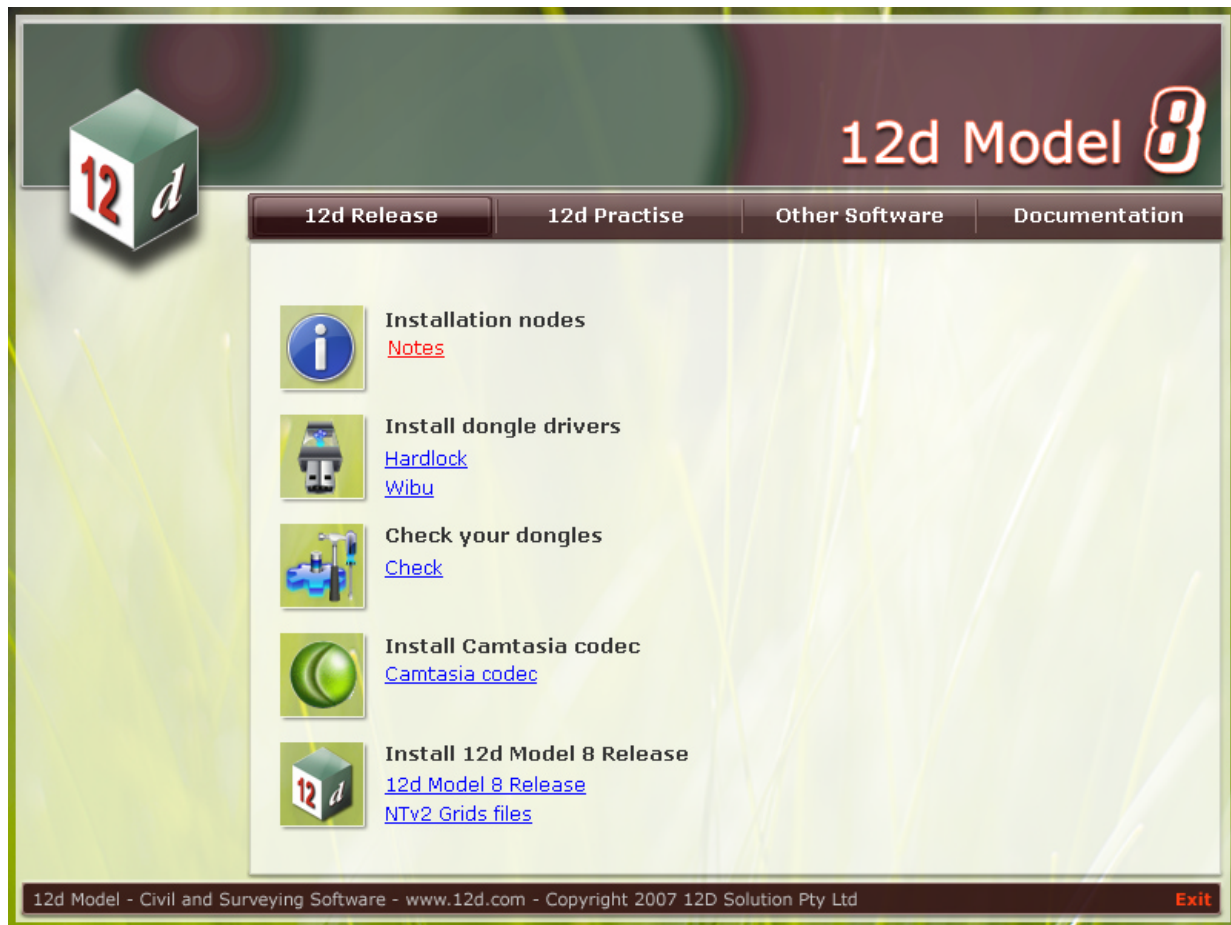 12d Model 8
12 d
12d Release 12d Practise Other Software Documentation
Installation nodes
Notes
Install dongle drivers
Hardlock
Wibu
Check your dongles
Check
Install Camtasia codec
Camtasia codec
Install 12d Model 8 Release
12 d
12d Model 8 Release
NTv2 Grids files
12d Model - Civil and Surveying Software - www.12d.com - Copyright 2007 12D Solution Pty Ltd Exit